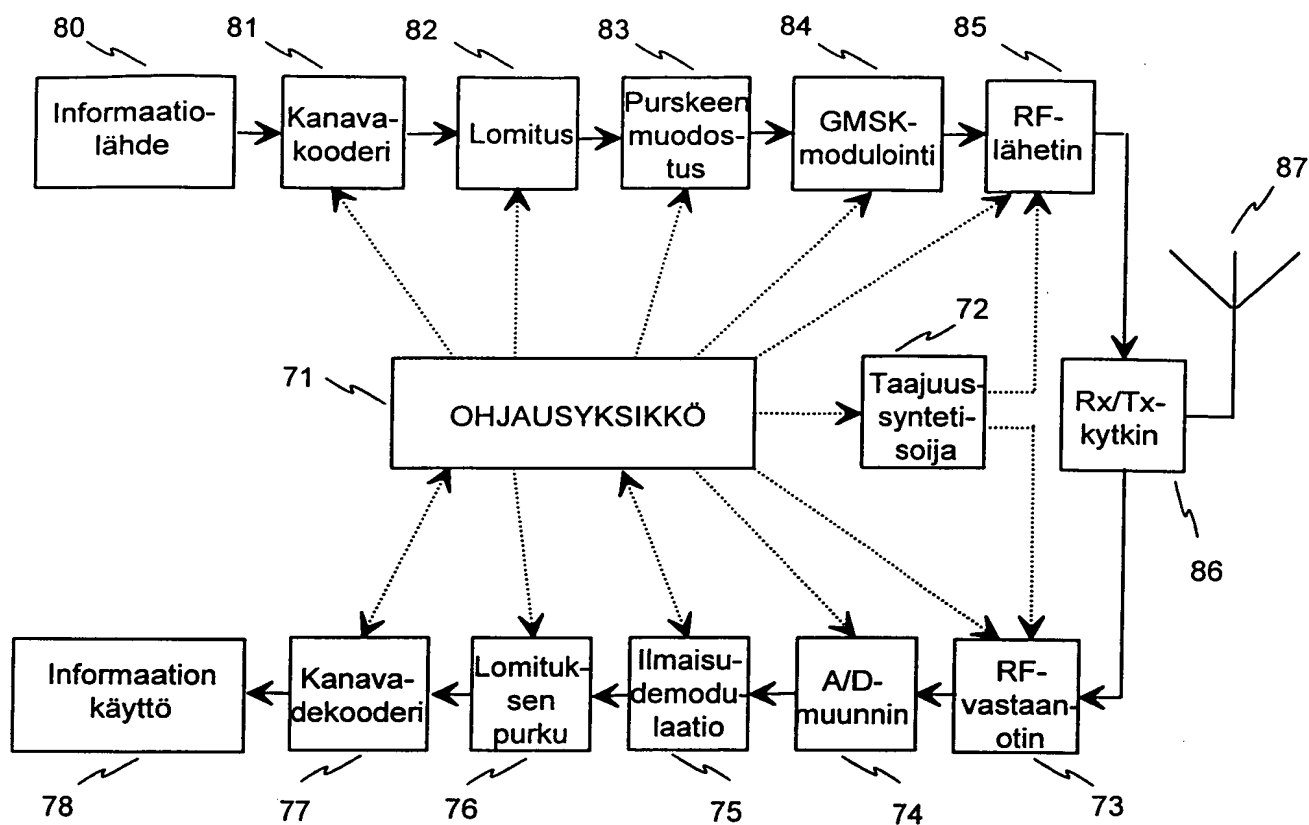 80
81
82
83
84
85
Informaatio-
lähde
Kanava-
kooderi
Lomitus
Purskeen
muodos-
tus
GMSK-
modulointi
RF-
lähetin
87
72
71
OHJAUSYKSIKKÖ
Taajuus-
synteti-
soija
Rx/Tx-
kytkin
86
Informaation
käyttö
Kanava-
dekooderi
Lomituk-
sen
purku
Ilmaisu-
demodu-
laatio
A/D-
muunnin
RF-
vastaan-
otin
78
77
76
75
74
73